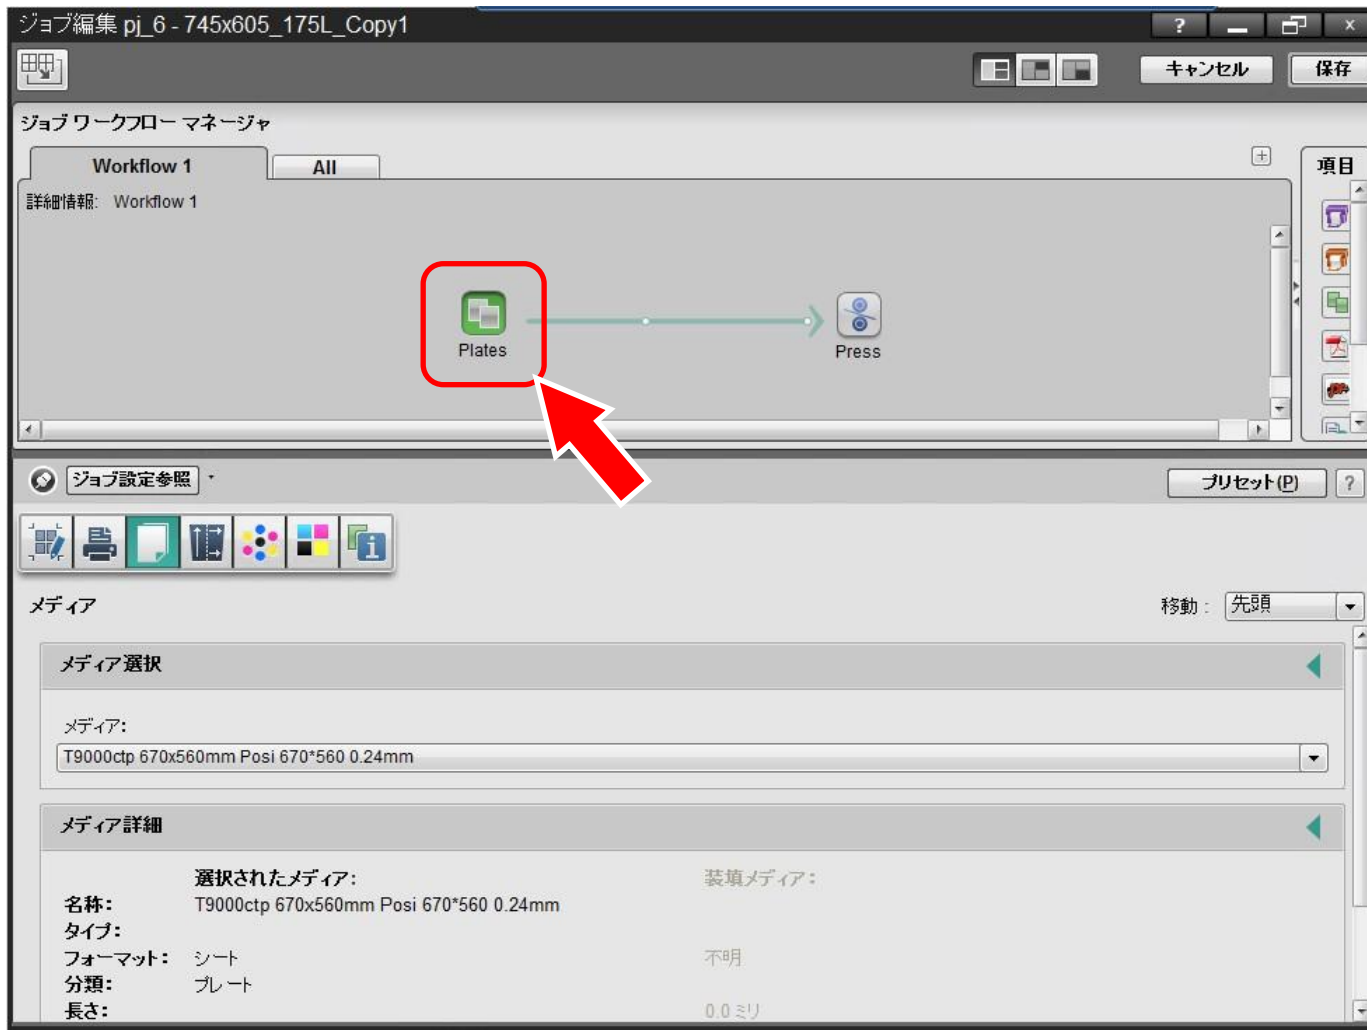 ジョブ編集 pj_6 - 745x605_175L_Copy1
?
x
キャンセル
保存
ジョブ ワークフロー マネージャ
Workflow 1
All
項目
詳細情報: Workflow 1
Plates
Press
ジョブ設定参照
プリセット(P)
?
メディア
移動 : 先頭
メディア選択
メディア:
T9000ctp 670x560mm Posi 670*560 0.24mm
メディア詳細
選択されたメディア:
装填メディア:
名称: T9000ctp 670x560mm Posi 670*560 0.24mm
タイプ:
フォーマット: シート
不明
分類: プレート
長さ:
0.0 ミリ